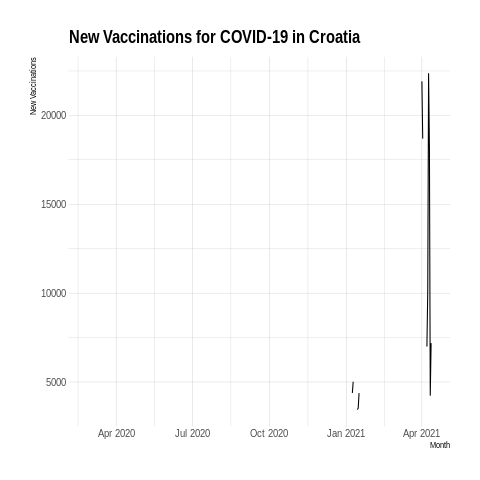 New Vaccinations for COVID-19 in Croatia
New Vaccinations
20000
15000
10000
5000
Apr 2020 Jul 2020 Oct 2020 Jan 2021 Apr 2021
Month